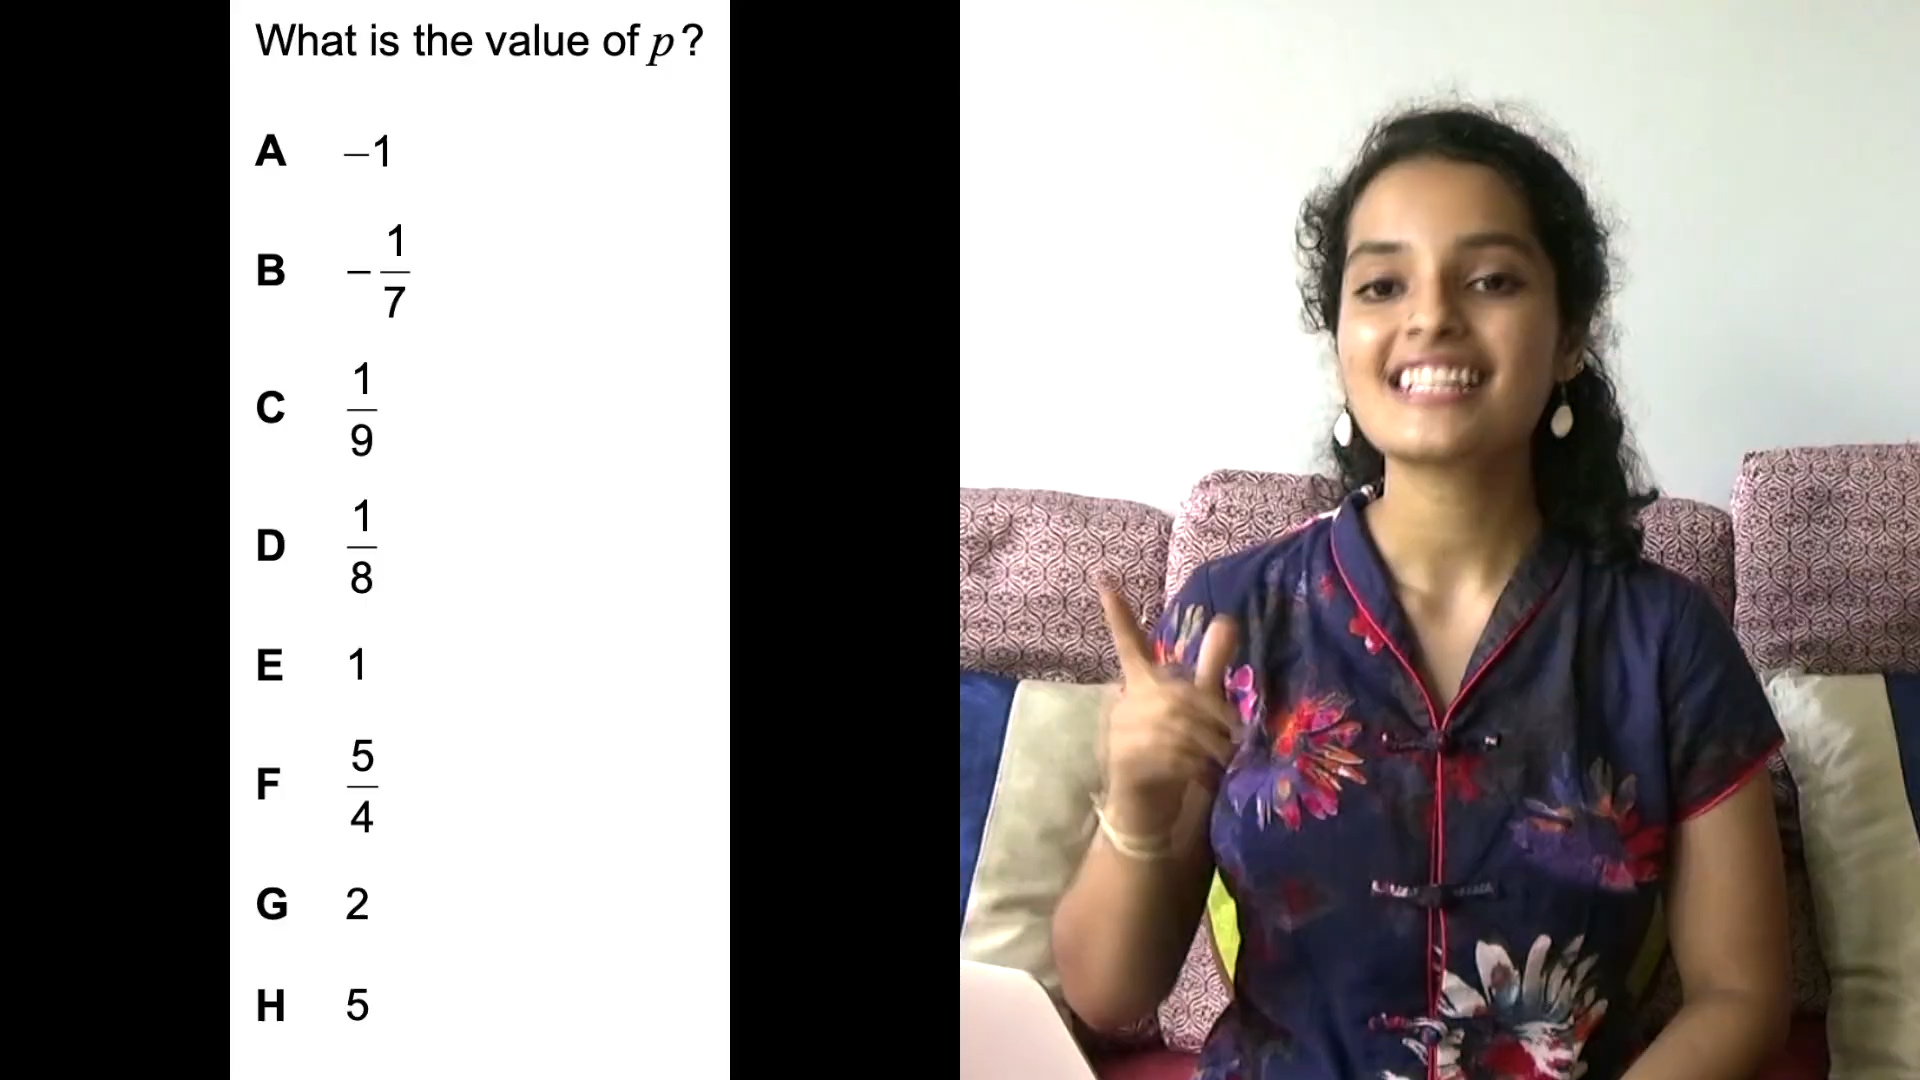 What is the value of p?
A −1
B −1/7
C 1/9
D 1/8
E 1
F 5/4
G 2
H 5